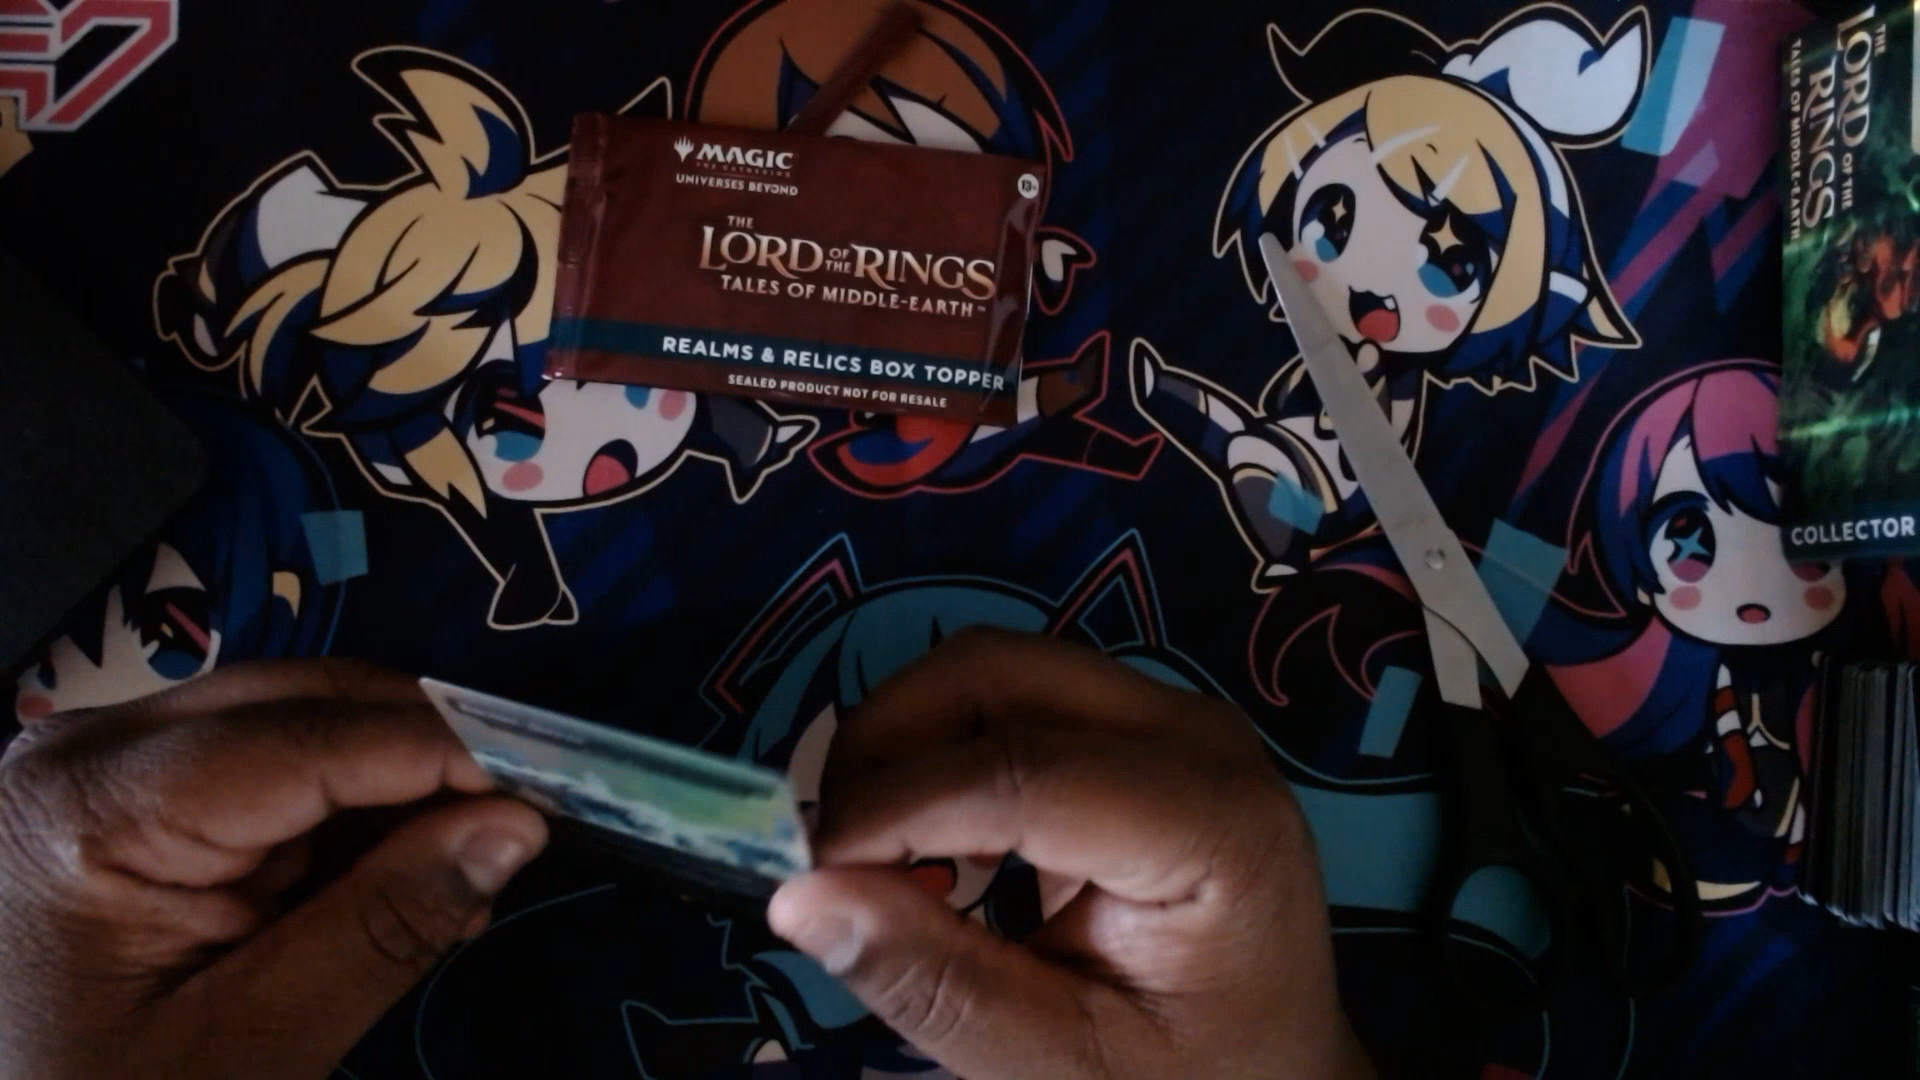 MAGIC
THE GATHERING
UNIVERSES BEYOND
13+
THE
LORD OF THE RINGS
TALES OF MIDDLE-EARTH™
REALMS & RELICS BOX TOPPER
SEALED PRODUCT NOT FOR RESALE
THE
LORD OF THE
RINGS
TALES OF MIDDLE-EARTH
COLLECTOR